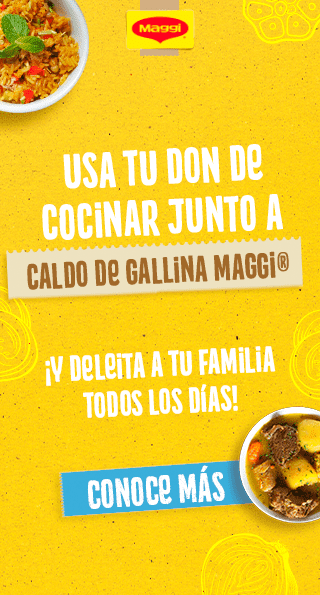 Maggi
USA TU DON De
COCiNAR JUNTO A
CALDO De GALLiNA MAGGi®
¡Y DeLeiTA A TU FAMiLiA
TODOS LOS DÍAS!
CONOCe MÁS